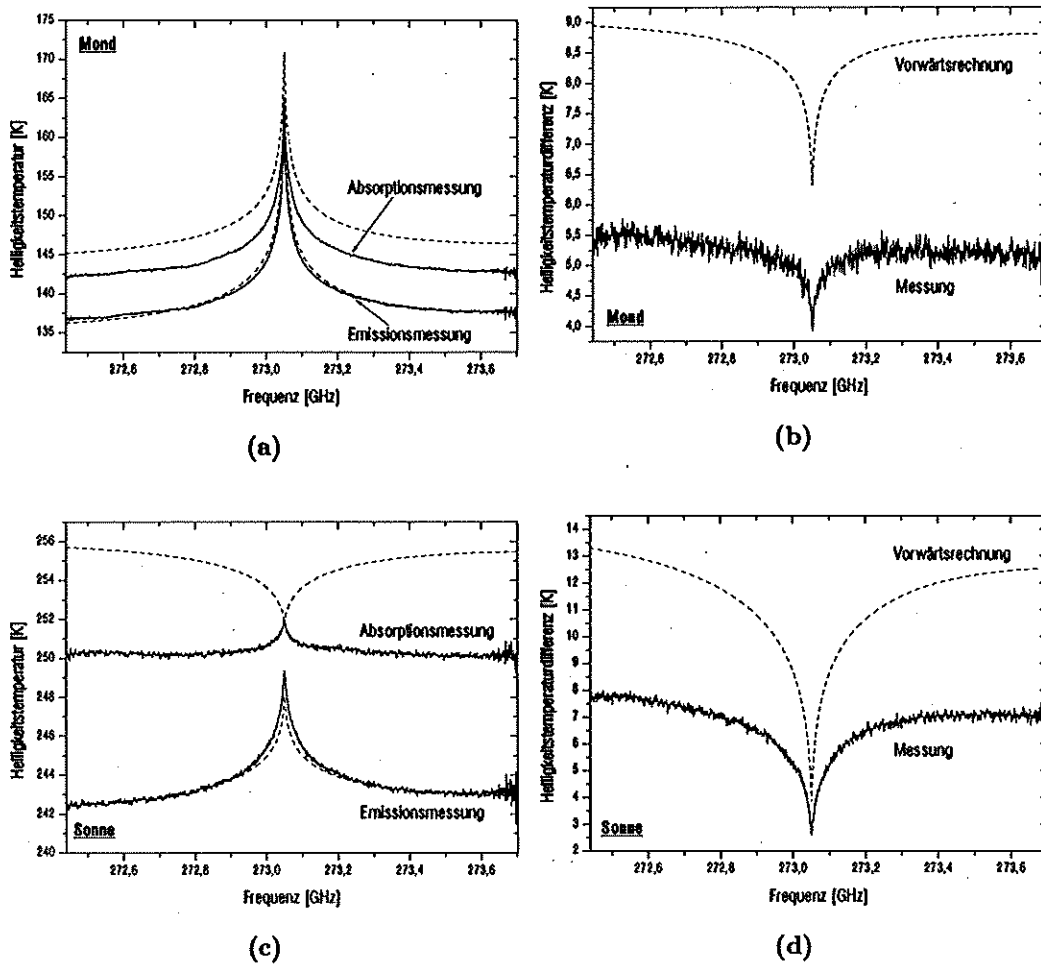 Mond
175
170
165
160
155
150
145
140
135
Helligkeitstemperatur [K]
Absorptionsmessung
Emissionsmessung
272,6 272,8 273,0 273,2 273,4 273,6
Frequenz [GHz]
(a)
9,0
8,5
8,0
7,5
7,0
6,5
6,0
5,5
5,0
4,5
4,0
Helligkeitstemperaturdifferenz [K]
Vorwärtsrechnung
Messung
Mond
272,6 272,8 273,0 273,2 273,4 273,6
Frequenz [GHz]
(b)
256
254
252
250
248
246
244
242
240
Helligkeitstemperatur [K]
Absorptionsmessung
Emissionsmessung
Sonne
272,6 272,8 273,0 273,2 273,4 273,6
Frequenz [GHz]
(c)
14
13
12
11
10
9
8
7
6
5
4
3
2
Helligkeitstemperaturdifferenz [K]
Vorwärtsrechnung
Messung
Sonne
272,6 272,8 273,0 273,2 273,4 273,6
Frequenz [GHz]
(d)